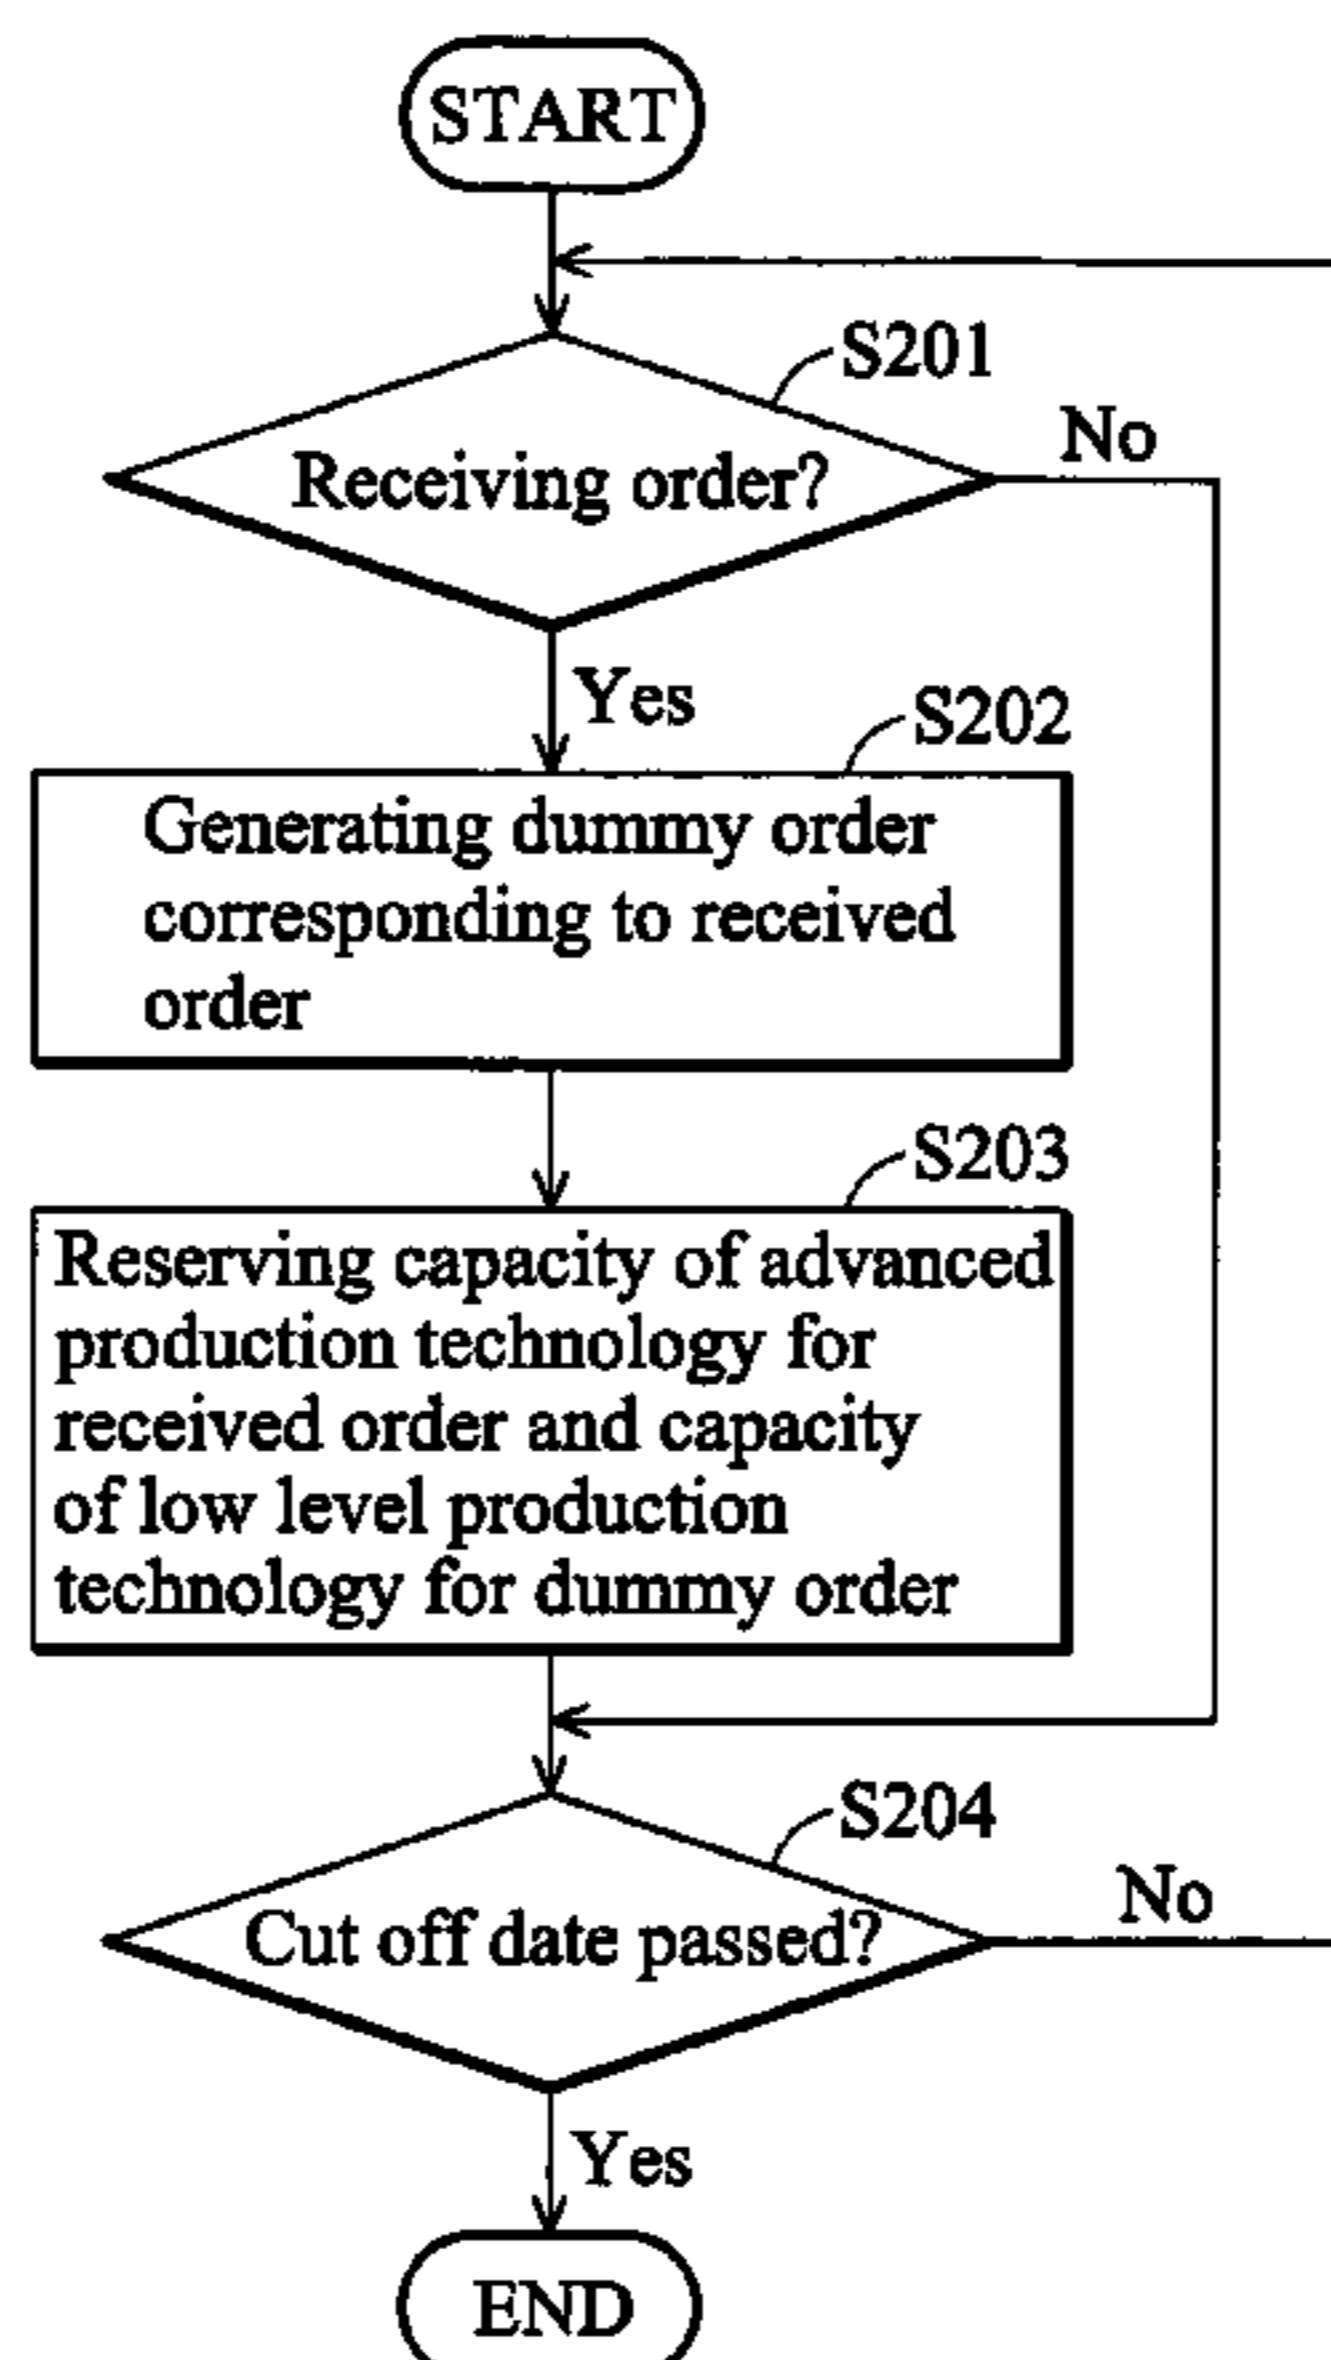 START
S201
No
Receiving order?
Yes
S202
Generating dummy order
corresponding to received
order
S203
Reserving capacity of advanced
production technology for
received order and capacity
of low level production
technology for dummy order
S204
No
Cut off date passed?
Yes
END